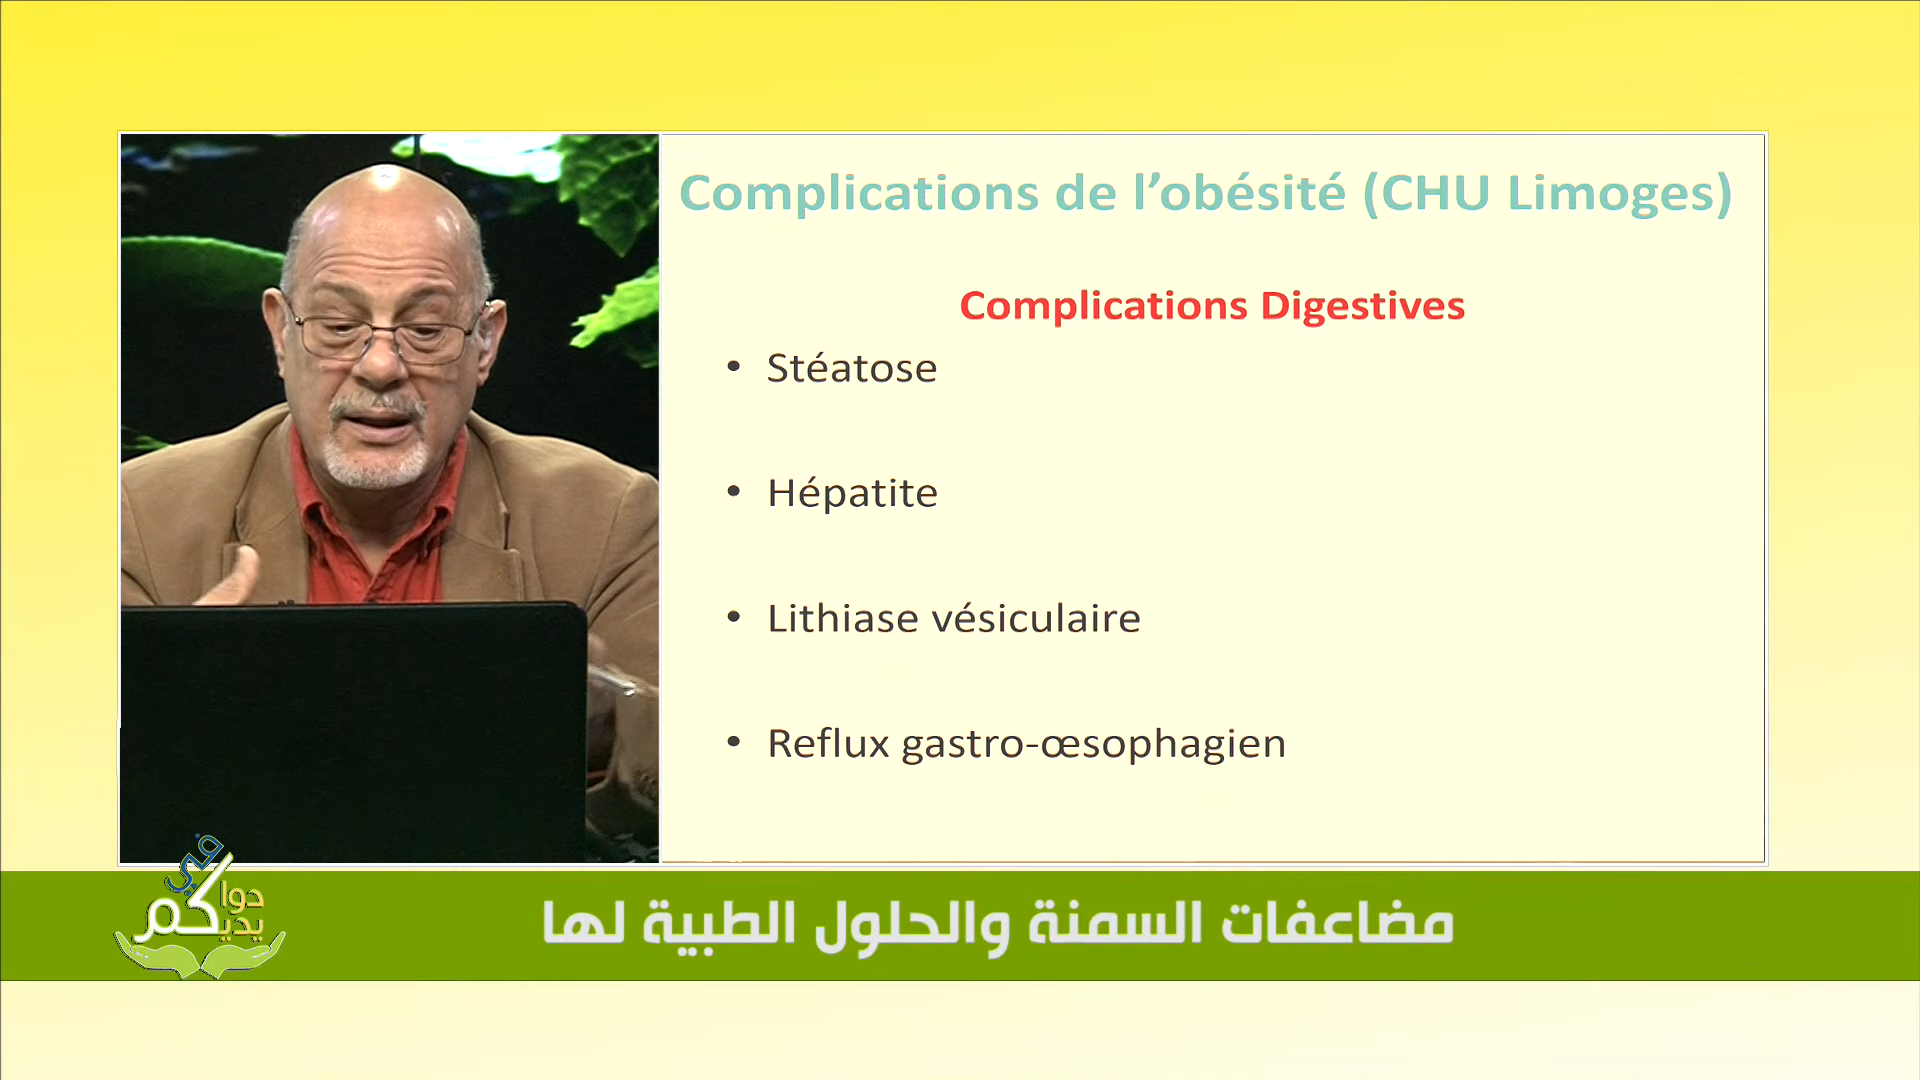 Complications de l’obésité (CHU Limoges)
Complications Digestives
• Stéatose
• Hépatite
• Lithiase vésiculaire
• Reflux gastro-œsophagien
في
دوا
يديكم
مضاعفات السمنة والحلول الطبية لها